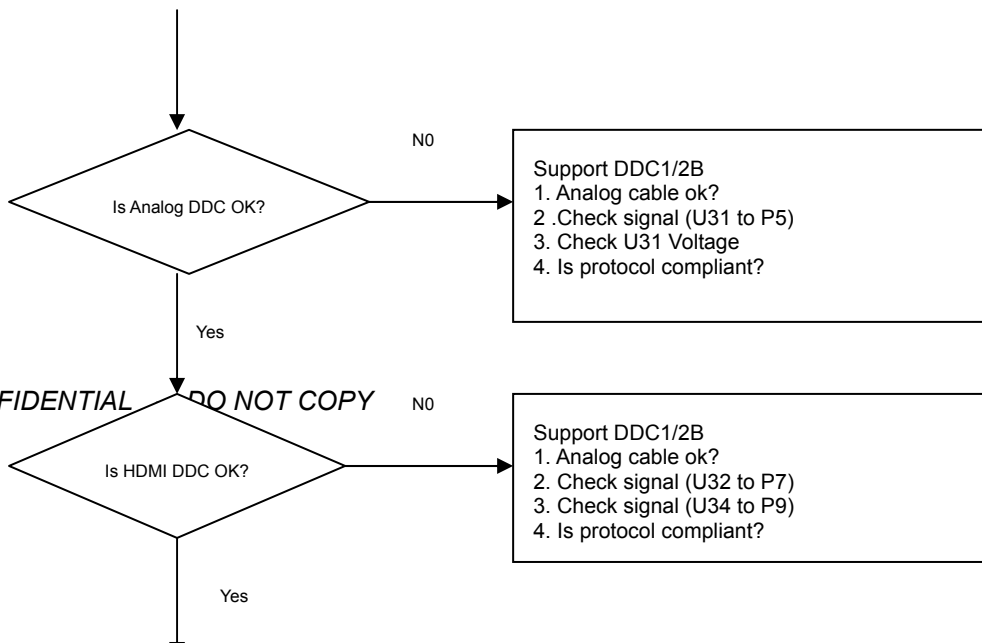 N0
Is Analog DDC OK?
Support DDC1/2B
1. Analog cable ok?
2 .Check signal (U31 to P5)
3. Check U31 Voltage
4. Is protocol compliant?
Yes
FIDENTIAL DO NOT COPY
N0
Is HDMI DDC OK?
Support DDC1/2B
1. Analog cable ok?
2. Check signal (U32 to P7)
3. Check signal (U34 to P9)
4. Is protocol compliant?
Yes